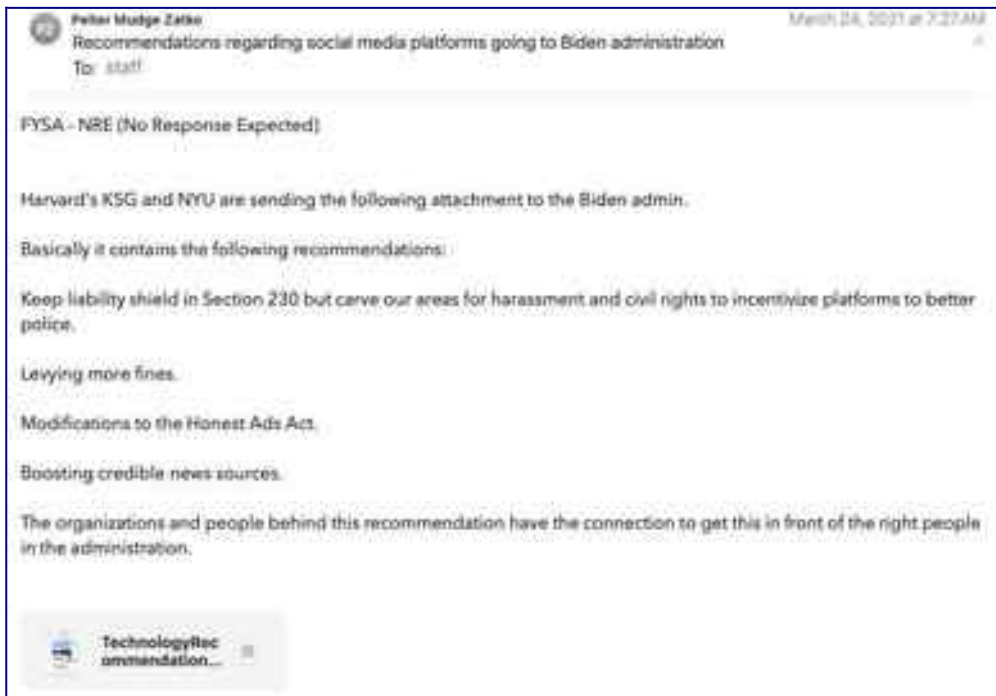 Peiter Mudge Zatko
March 24, 2021 at 7:27 AM
Recommendations regarding social media platforms going to Biden administration
To: staff
FYSA - NRE (No Response Expected)
Harvard's KSG and NYU are sending the following attachment to the Biden admin.
Basically it contains the following recommendations:
Keep liability shield in Section 230 but carve our areas for harassment and civil rights to incentivize platforms to better
police.
Levying more fines.
Modifications to the Honest Ads Act.
Boosting credible news sources.
The organizations and people behind this recommendation have the connection to get this in front of the right people
in the administration.
TechnologyRec
ommendation...